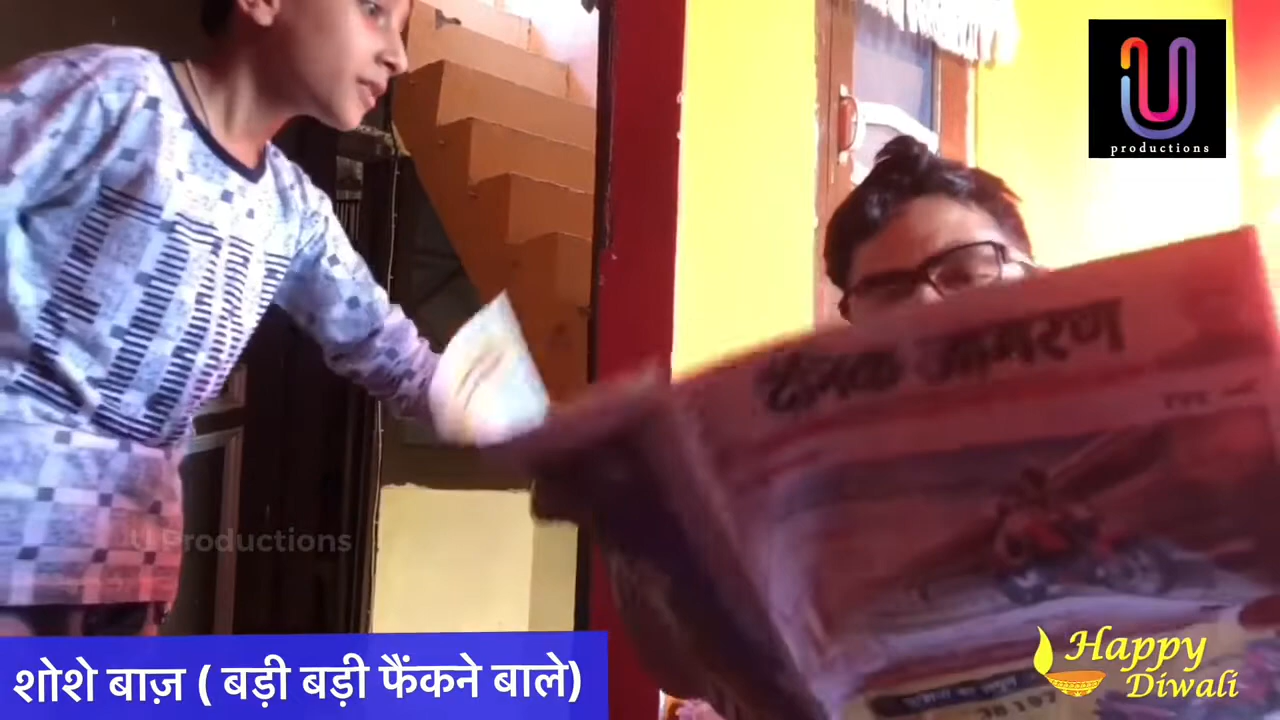 U
productions
दैनिक जागरण
U Productions
शोशे बाज़ ( बड़ी बड़ी फैंकने बाले)
Happy
Diwali